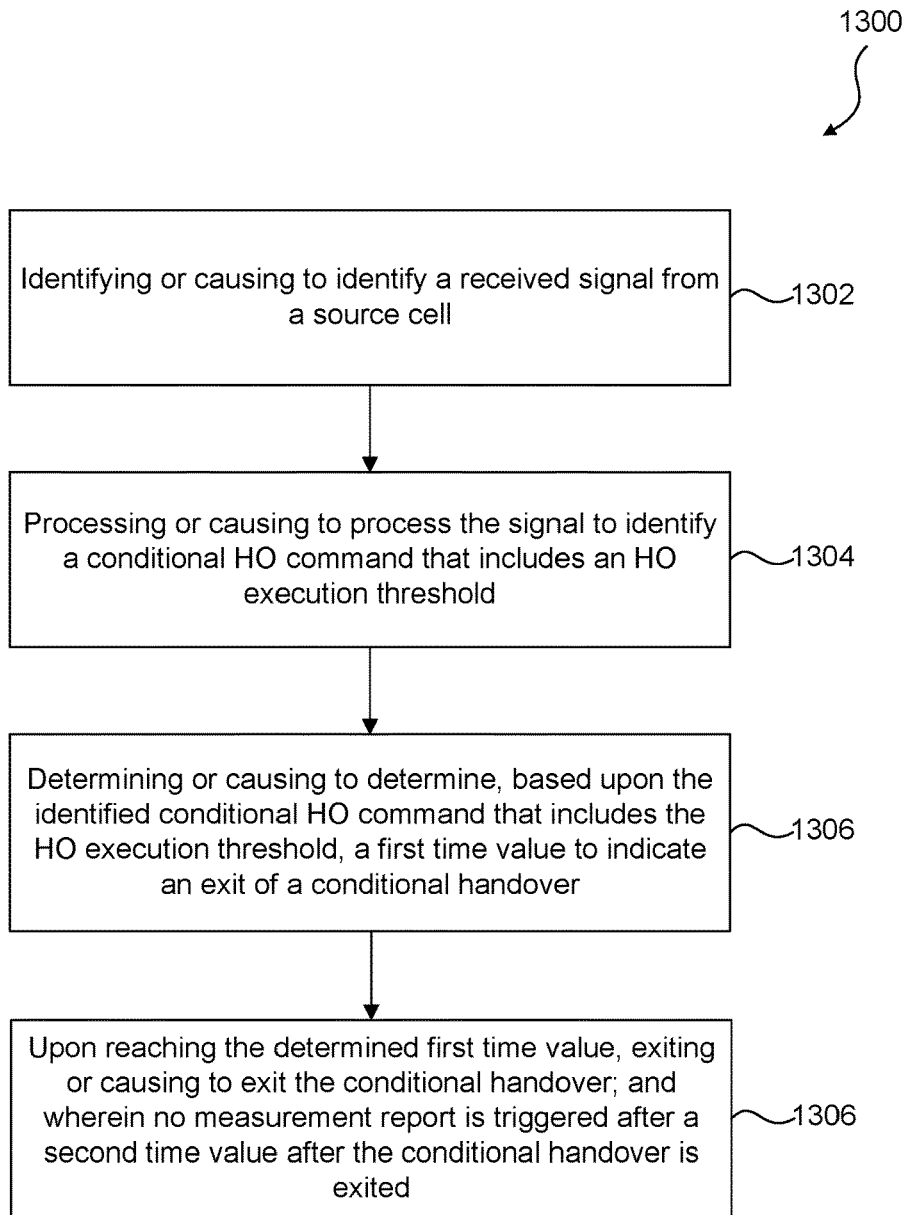 1300
Identifying or causing to identify a received signal from
a source cell
1302
Processing or causing to process the signal to identify
a conditional HO command that includes an HO
execution threshold
1304
Determining or causing to determine, based upon the
identified conditional HO command that includes the
HO execution threshold, a first time value to indicate
an exit of a conditional handover
1306
Upon reaching the determined first time value, exiting
or causing to exit the conditional handover; and
wherein no measurement report is triggered after a
second time value after the conditional handover is
exited
1306